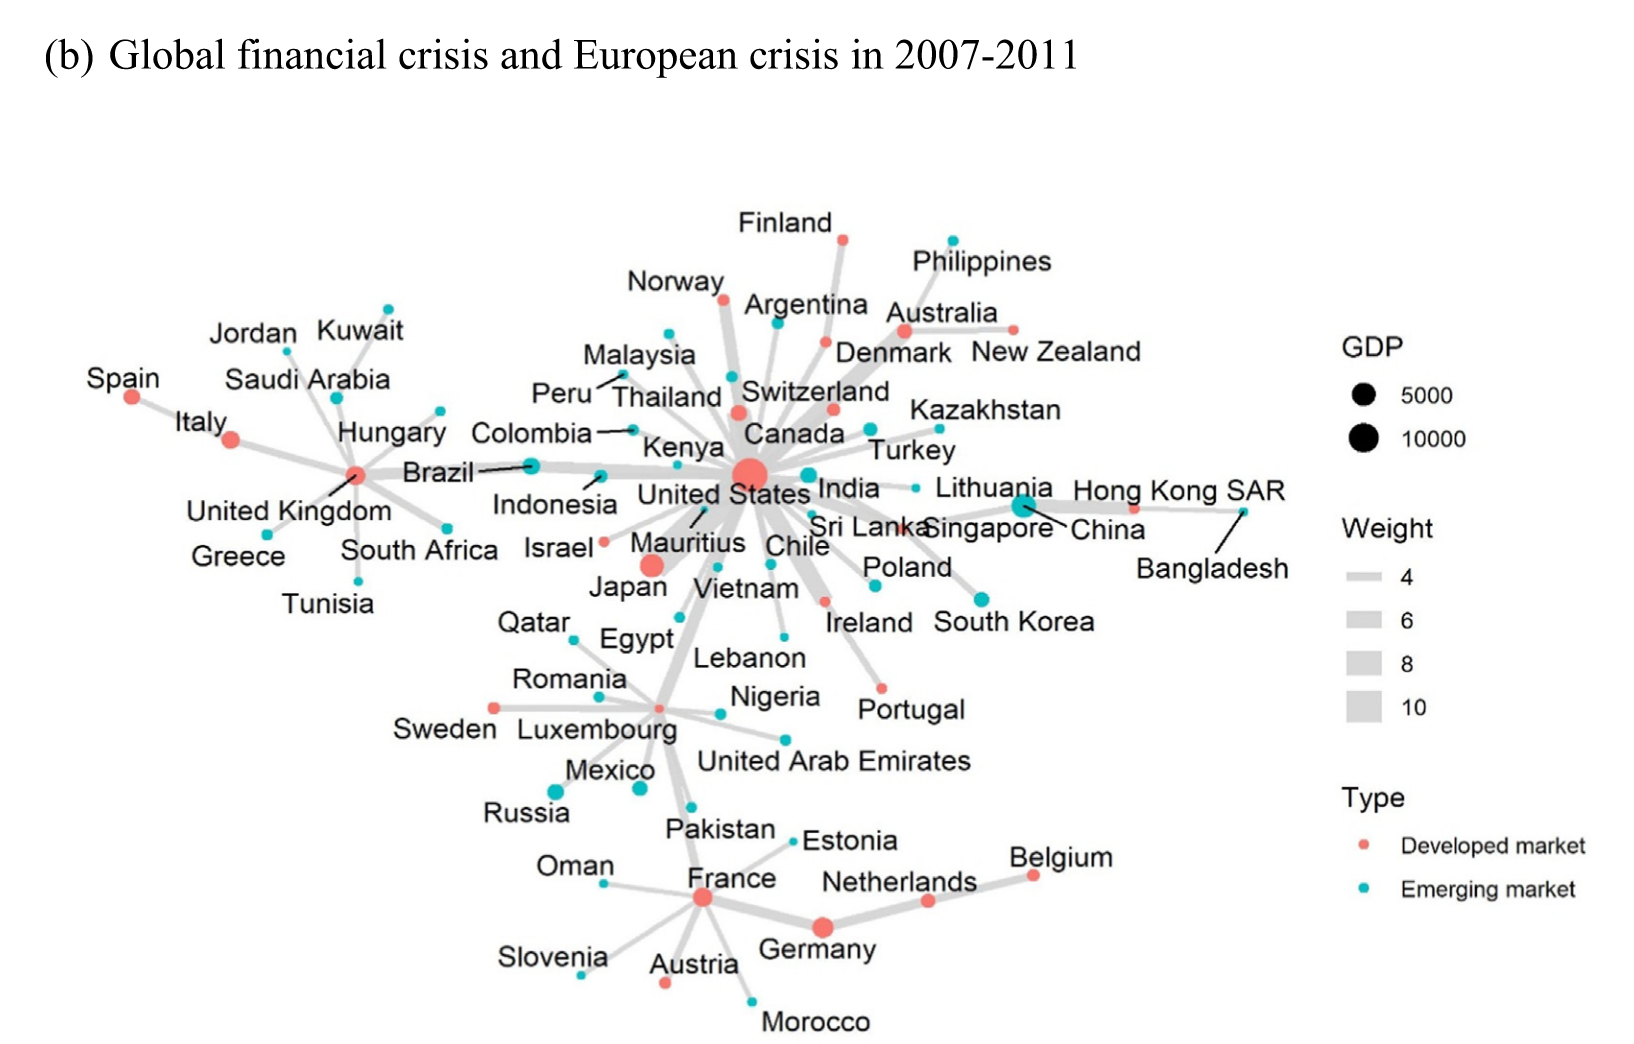 (b) Global financial crisis and European crisis in 2007-2011
Finland
Philippines
Norway
Argentina
Australia
Jordan
Kuwait
Malaysia
Denmark
New Zealand
GDP
Spain
Saudi Arabia
Peru
Thailand
Switzerland
5000
Italy
Hungary
Colombia
Kenya
Canada
Kazakhstan
10000
Turkey
Brazil
Indonesia
United States
India
Lithuania
Hong Kong SAR
United Kingdom
Sri Lanka
Singapore
China
Weight
Greece
South Africa
Israel
Mauritius
Chile
Bangladesh
4
Tunisia
Japan
Vietnam
Poland
6
Qatar
Egypt
Ireland
South Korea
8
Lebanon
Romania
Nigeria
Portugal
10
Sweden
Luxembourg
United Arab Emirates
Mexico
Russia
Pakistan
Type
Estonia
Developed market
Oman
France
Netherlands
Belgium
Emerging market
Slovenia
Austria
Germany
Morocco